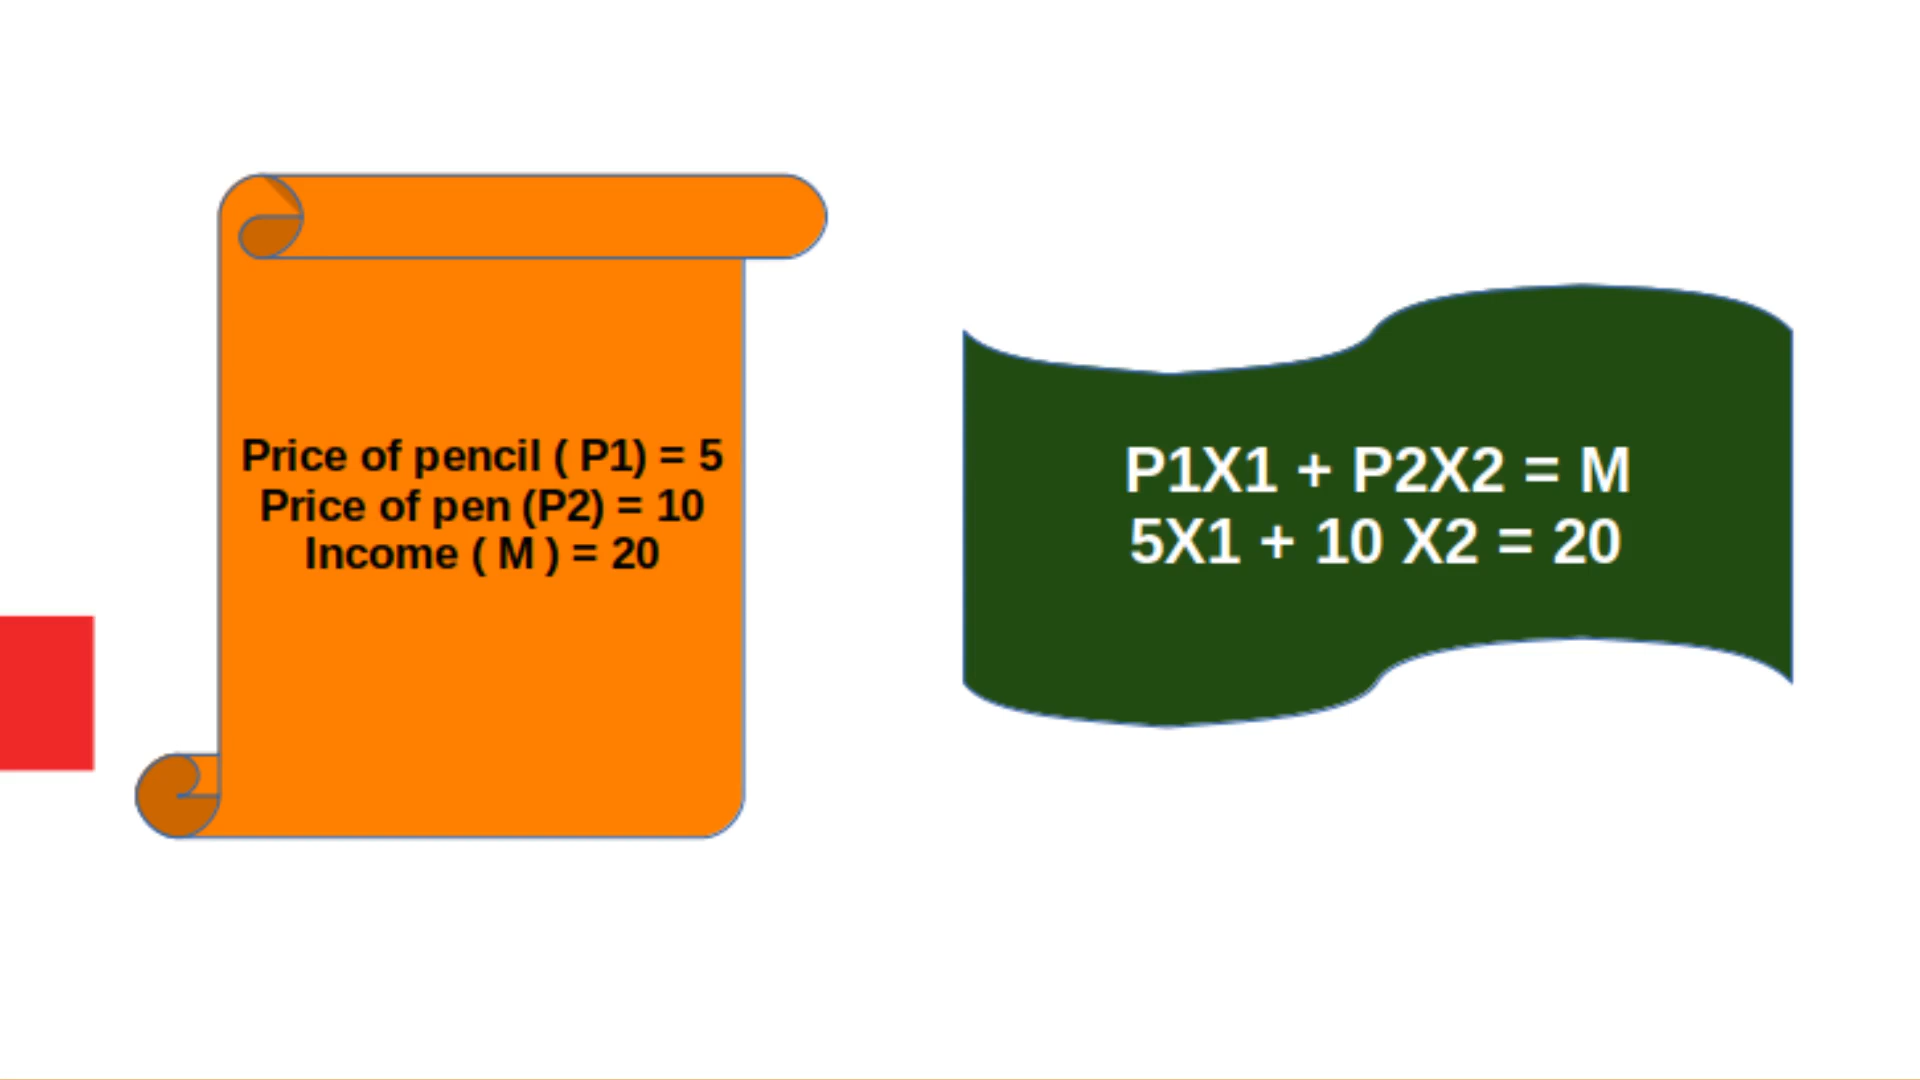 Price of pencil ( P1) = 5
Price of pen (P2) = 10
Income ( M ) = 20
P1X1 + P2X2 = M
5X1 + 10 X2 = 20